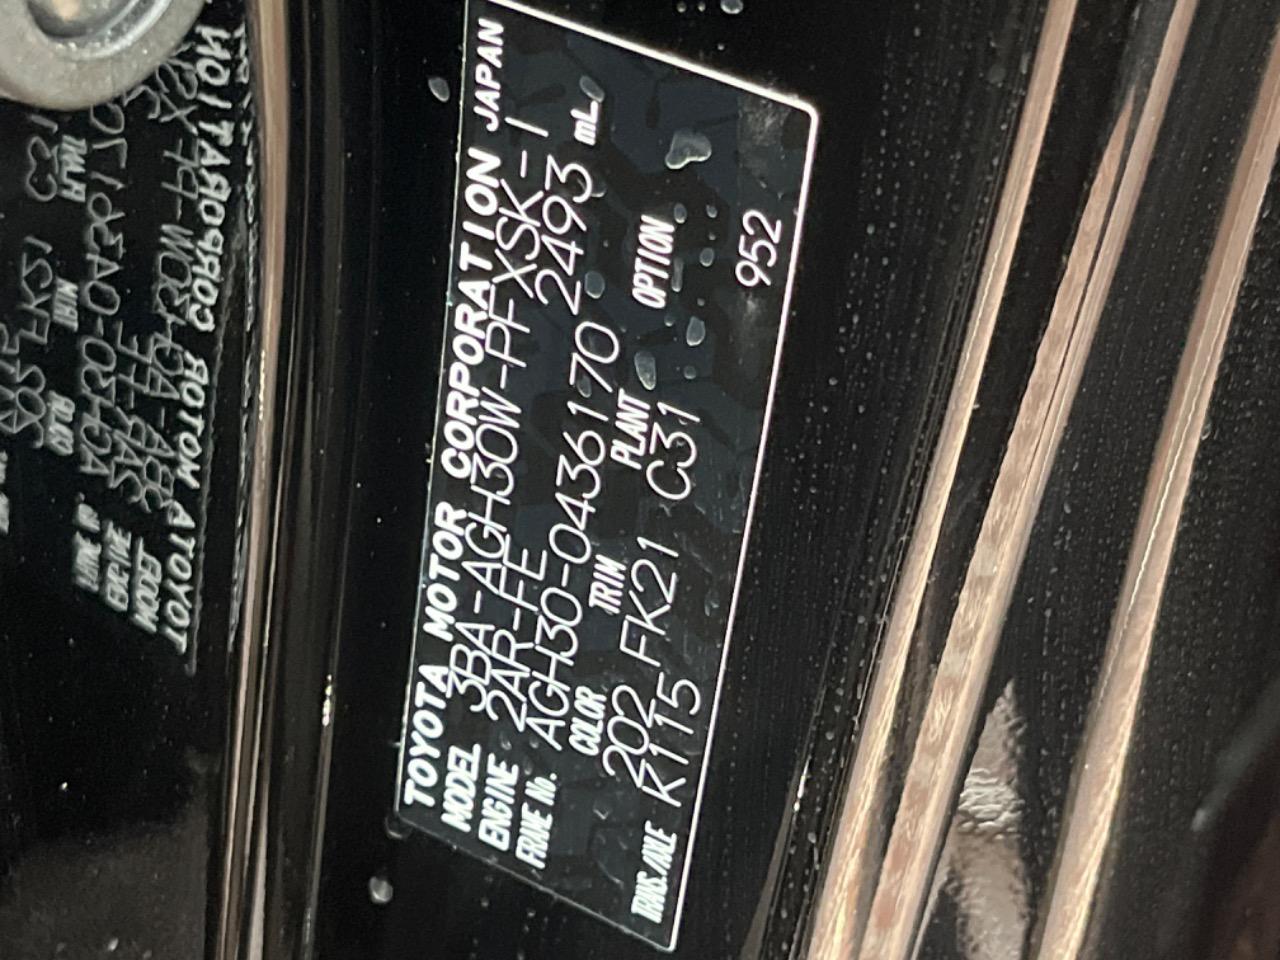 TOYOTA MOTOR CORPORATION JAPAN
MODEL 3BA-AGH30W-PFXSK-1
ENGINE 2AR-FE 2493 mL
FRAME No. AGH30-0436170
COLOR TRIM PLANT OPTION
202 FK21 C31
TRANS./AXLE K115 952